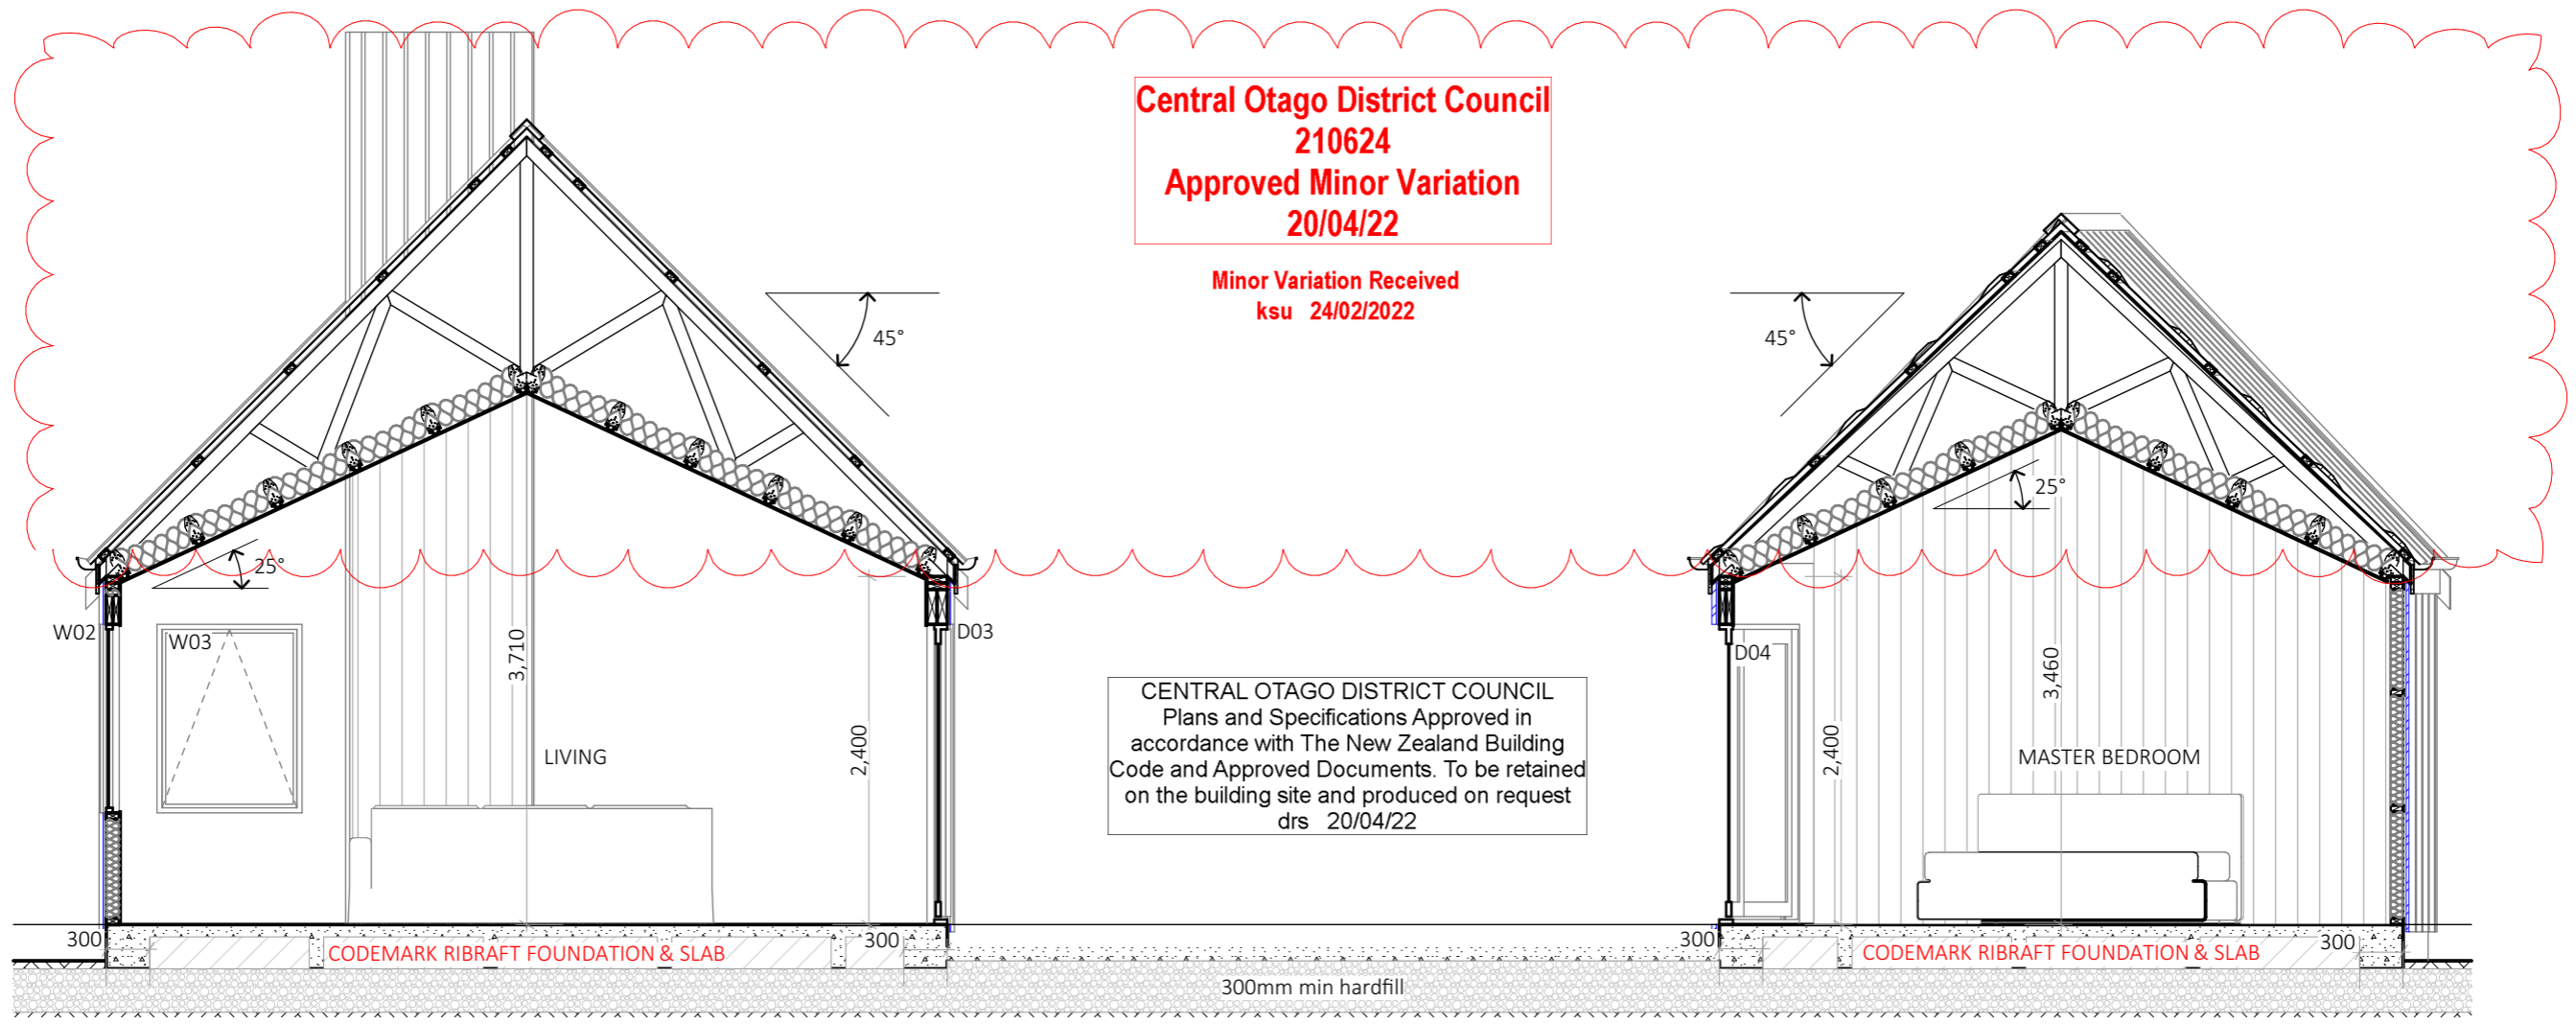 Central Otago District Council
210624
Approved Minor Variation
20/04/22
Minor Variation Received
ksu 24/02/2022
45°
45°
25°
25°
W02
W03
D03
D04
3,710
2,400
LIVING
CENTRAL OTAGO DISTRICT COUNCIL
Plans and Specifications Approved in
accordance with The New Zealand Building
Code and Approved Documents. To be retained
on the building site and produced on request
drs 20/04/22
2,400
3,460
MASTER BEDROOM
300
CODEMARK RIBRAFT FOUNDATION & SLAB
300
300
CODEMARK RIBRAFT FOUNDATION & SLAB
300
300mm min hardfill